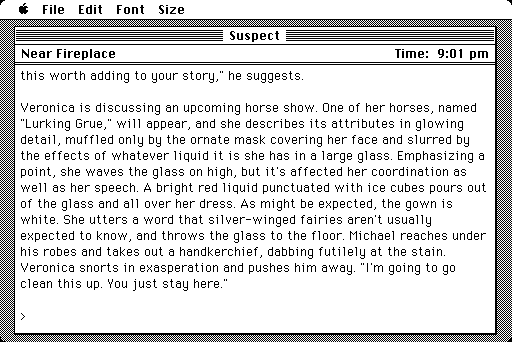 File Edit Font Size
Suspect
Near Fireplace Time: 9:01 pm
this worth adding to your story," he suggests.
Veronica is discussing an upcoming horse show. One of her horses, named
"Lurking Grue," will appear, and she describes its attributes in glowing
detail, muffled only by the ornate mask covering her face and slurred by
the effects of whatever liquid it is she has in a large glass. Emphasizing a
point, she waves the glass on high, but it's affected her coordination as
well as her speech. A bright red liquid punctuated with ice cubes pours out
of the glass and all over her dress. As might be expected, the gown is
white. She utters a word that silver-winged fairies aren't usually
expected to know, and throws the glass to the floor. Michael reaches under
his robes and takes out a handkerchief, dabbing futilely at the stain.
Veronica snorts in exasperation and pushes him away. "I'm going to go
clean this up. You just stay here."
>